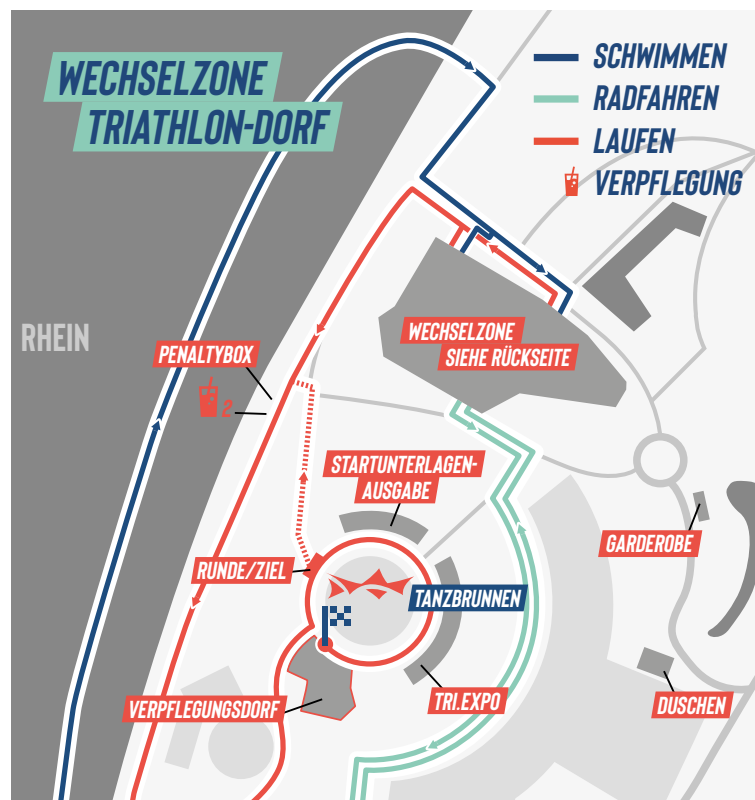 WECHSELZONE
TRIATHLON-DORF
SCHWIMMEN
RADFAHREN
LAUFEN
VERPFLEGUNG
RHEIN
WECHSELZONE
SIEHE RÜCKSEITE
PENALTYBOX
2
STARTUNTERLAGEN-
AUSGABE
GARDEROBE
RUNDE/ZIEL
TANZBRUNNEN
VERPFLEGUNGSDORF
TRI.EXPO
DUSCHEN